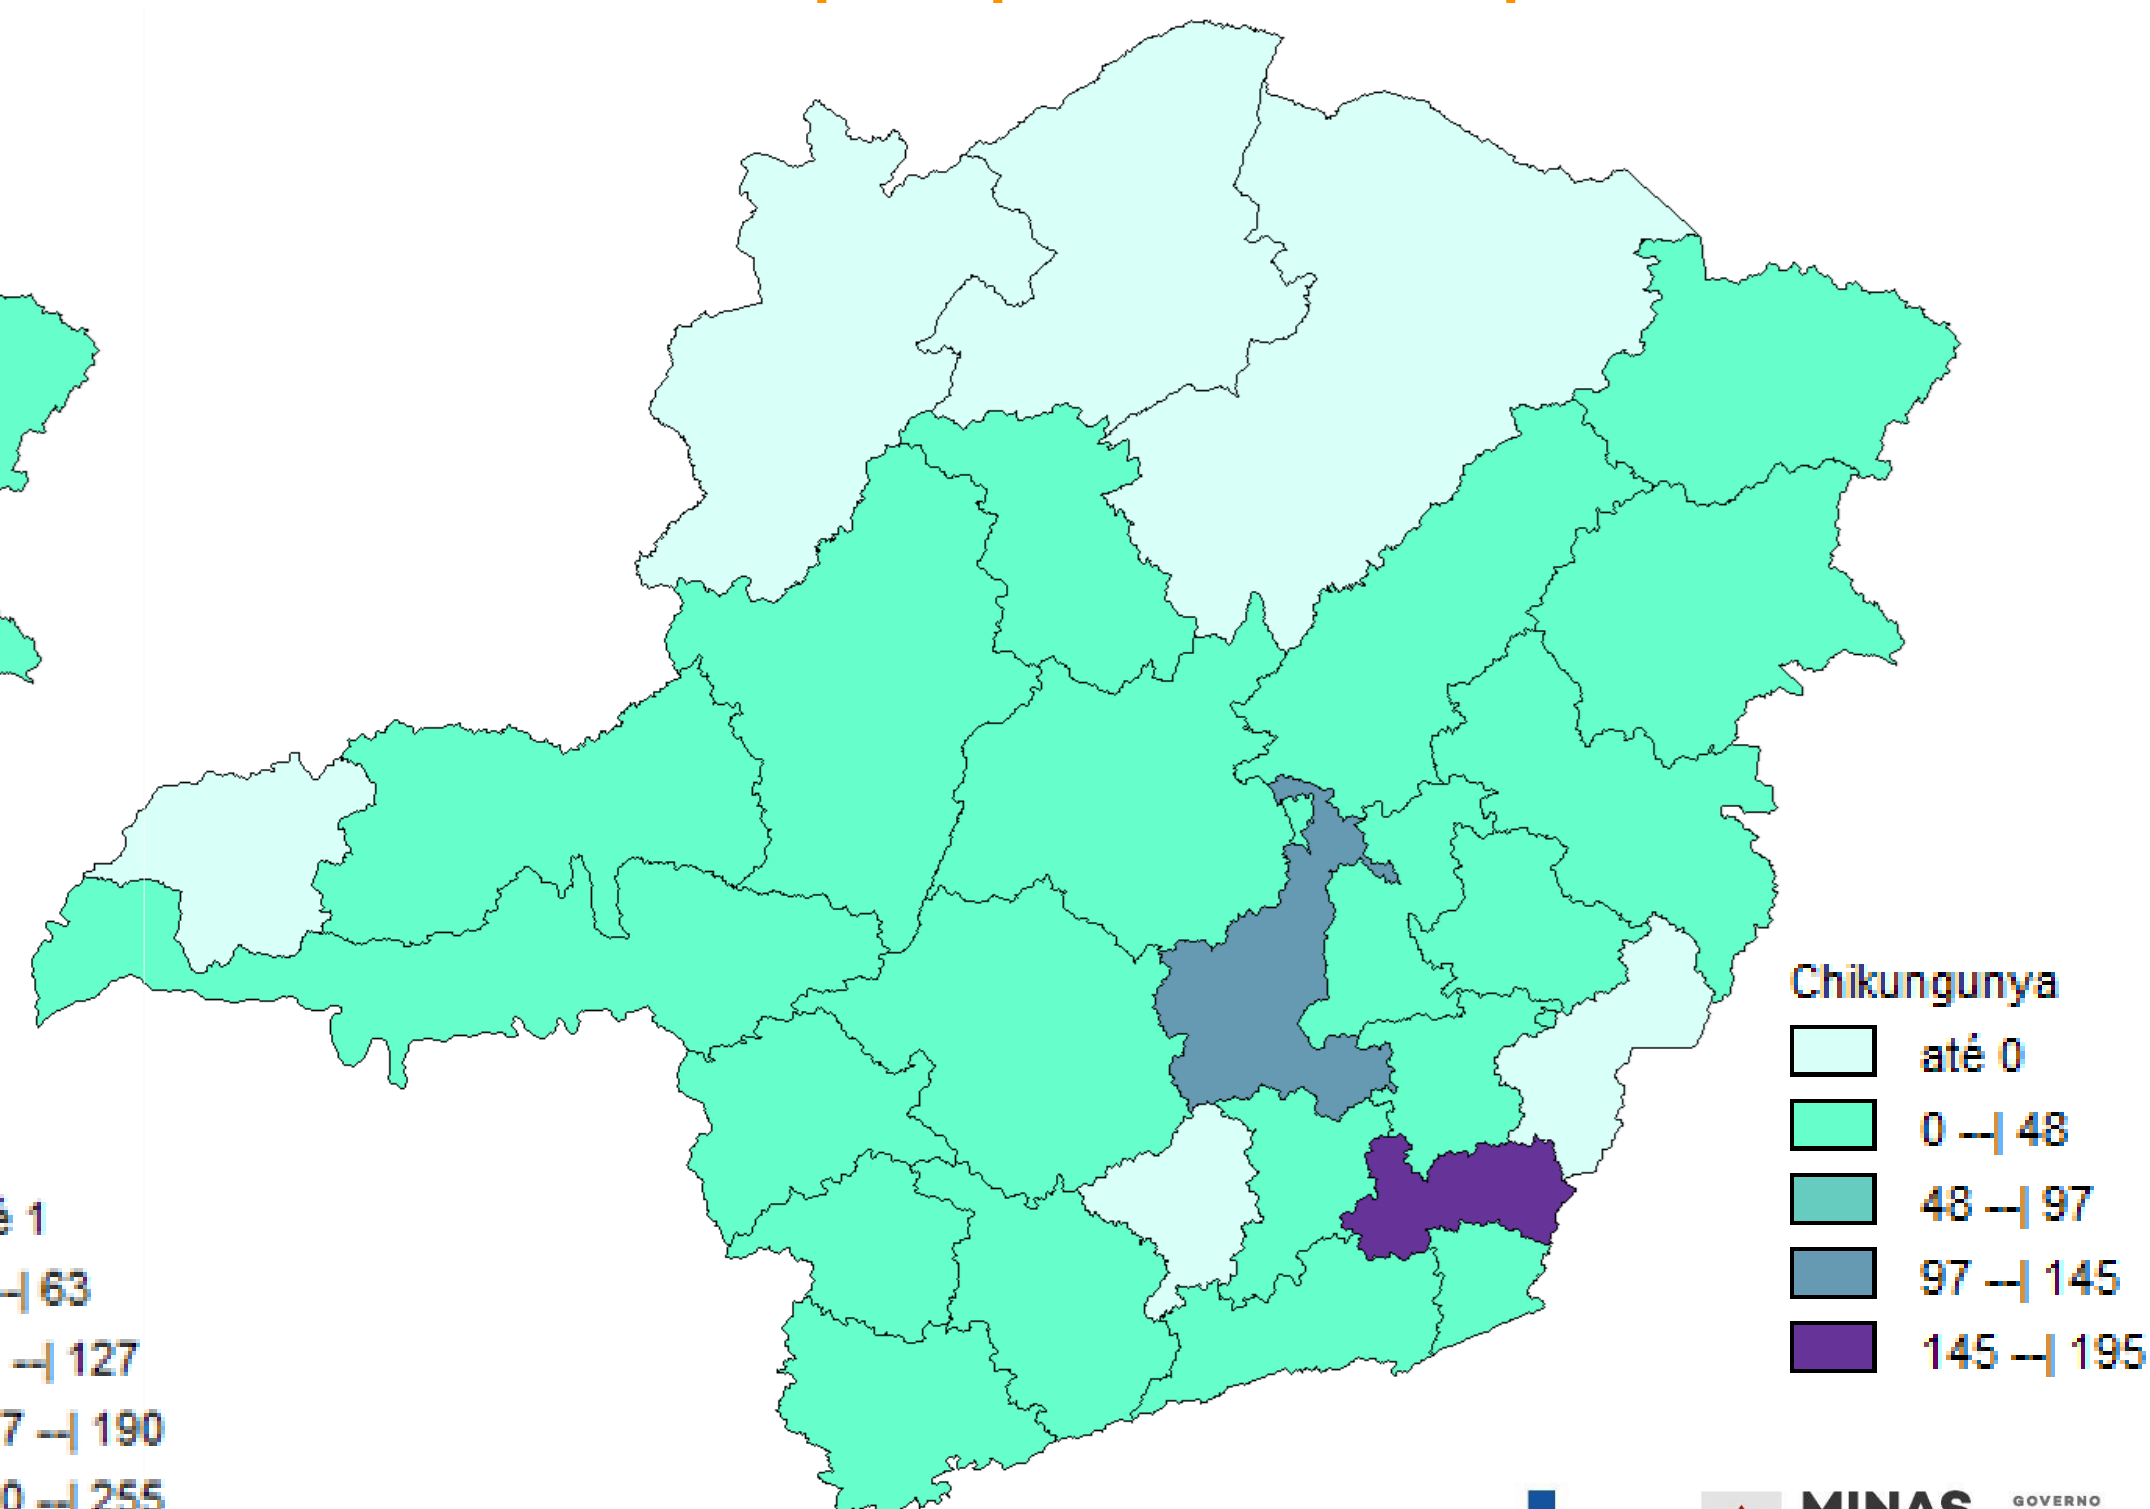 Chikungunya
até 0
0 --| 48
48 --| 97
97 --| 145
145 --| 195
é 1
--| 63
--| 127
7 --| 190
0 --| 255
MINAS
GOVERNO